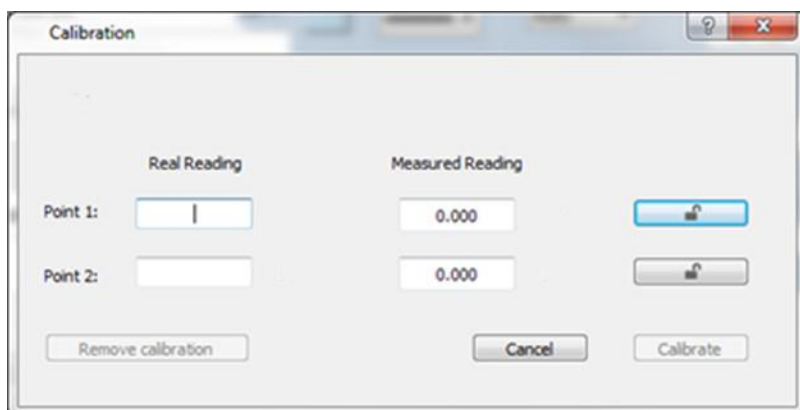 Calibration
Real Reading Measured Reading
Point 1: 0.000
Point 2: 0.000
Remove calibration Cancel Calibrate